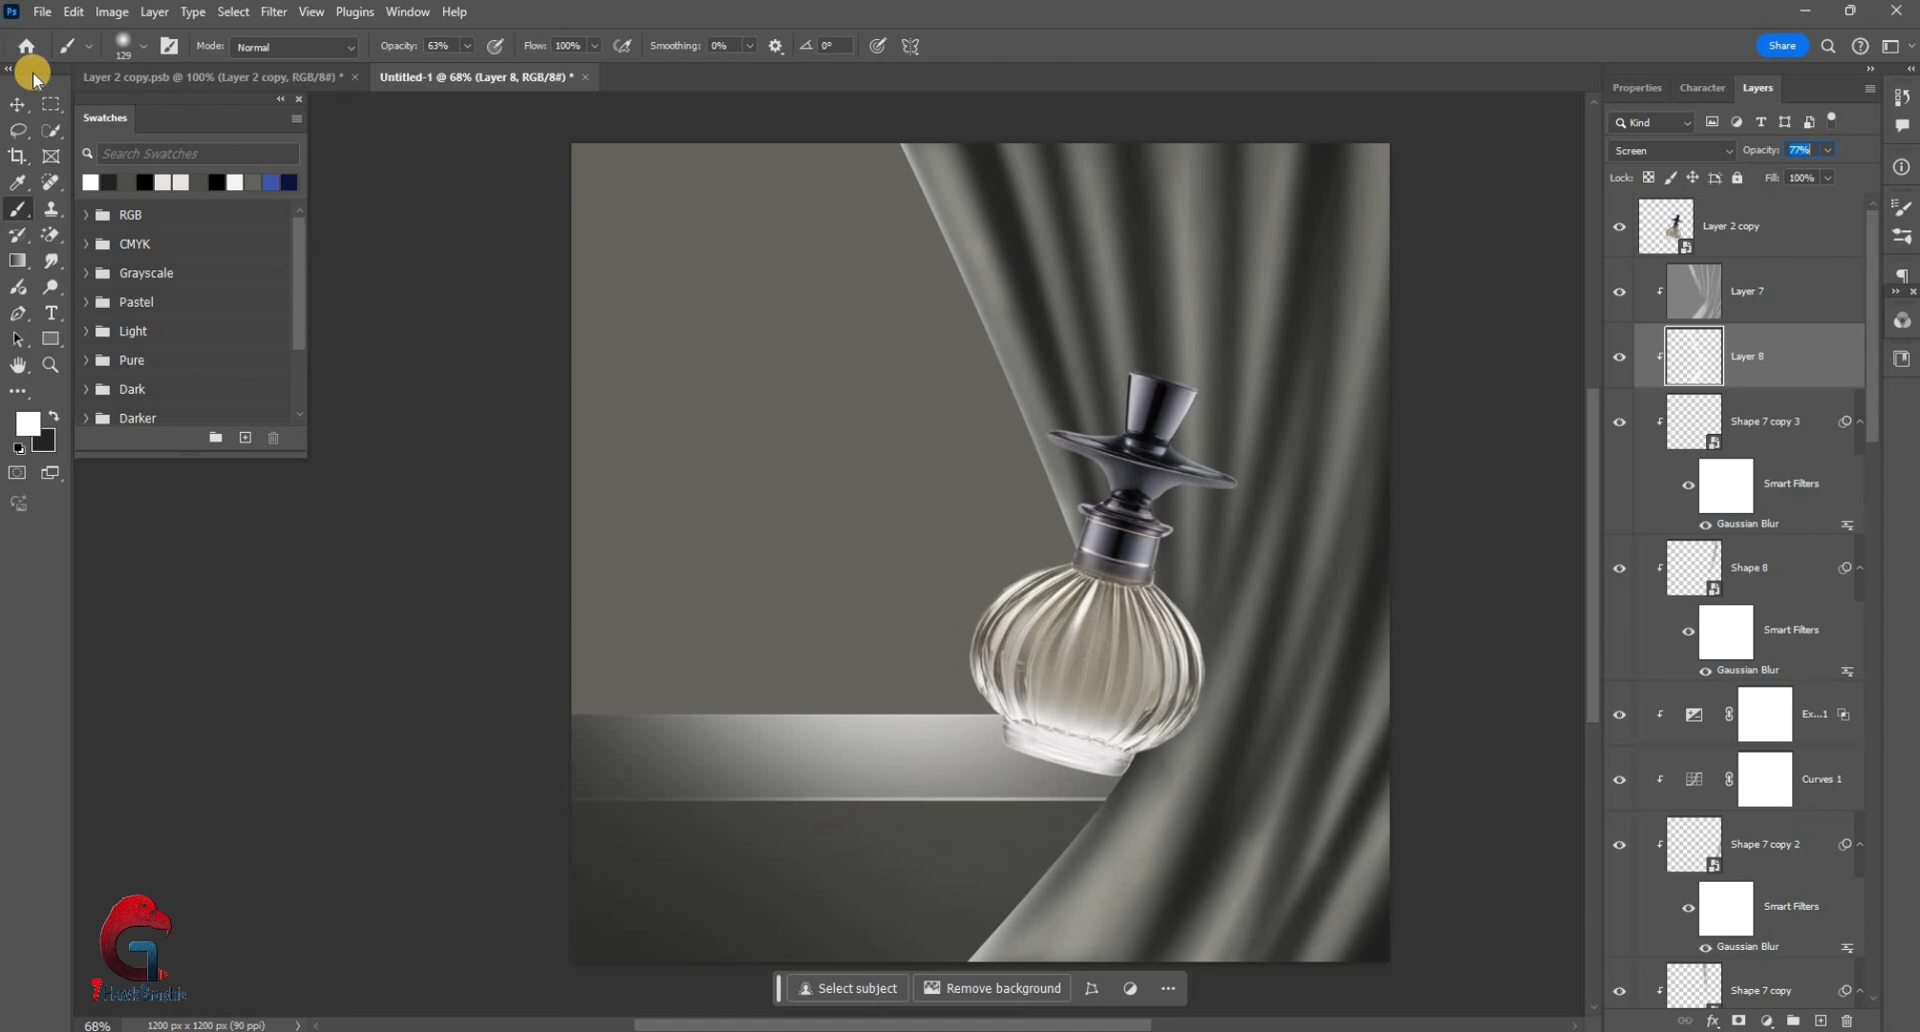 Ps File Edit Image Layer Type Select Filter View Plugins Window Help
129 Mode: Normal Opacity: 63% Flow: 100% Smoothing: 0% 0° Share
Layer 2 copy.psb @ 100% (Layer 2 copy, RGB/8#) * × Untitled-1 @ 68% (Layer 8, RGB/8#) * ×
Properties Character Layers
Swatches
Kind
Search Swatches
Screen Opacity: 77%
Lock: Fill: 100%
RGB
CMYK
Grayscale
Pastel
Light
Pure
Dark
Darker
Layer 2 copy
Layer 7
Layer 8
Shape 7 copy 3
Smart Filters
Gaussian Blur
Shape 8
Smart Filters
Gaussian Blur
Ex...1
Curves 1
Shape 7 copy 2
Smart Filters
Gaussian Blur
Shape 7 copy
Select subject Remove background
68% 1200 px x 1200 px (90 ppi)